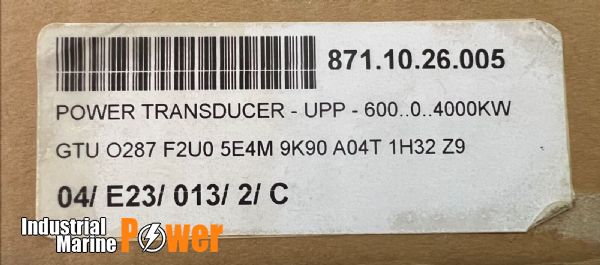 871.10.26.005
POWER TRANSDUCER - UPP - 600..0..4000KW
GTU O287 F2U0 5E4M 9K90 A04T 1H32 Z9
04/ E23/ 013/ 2/ C
Industrial
Marine Power